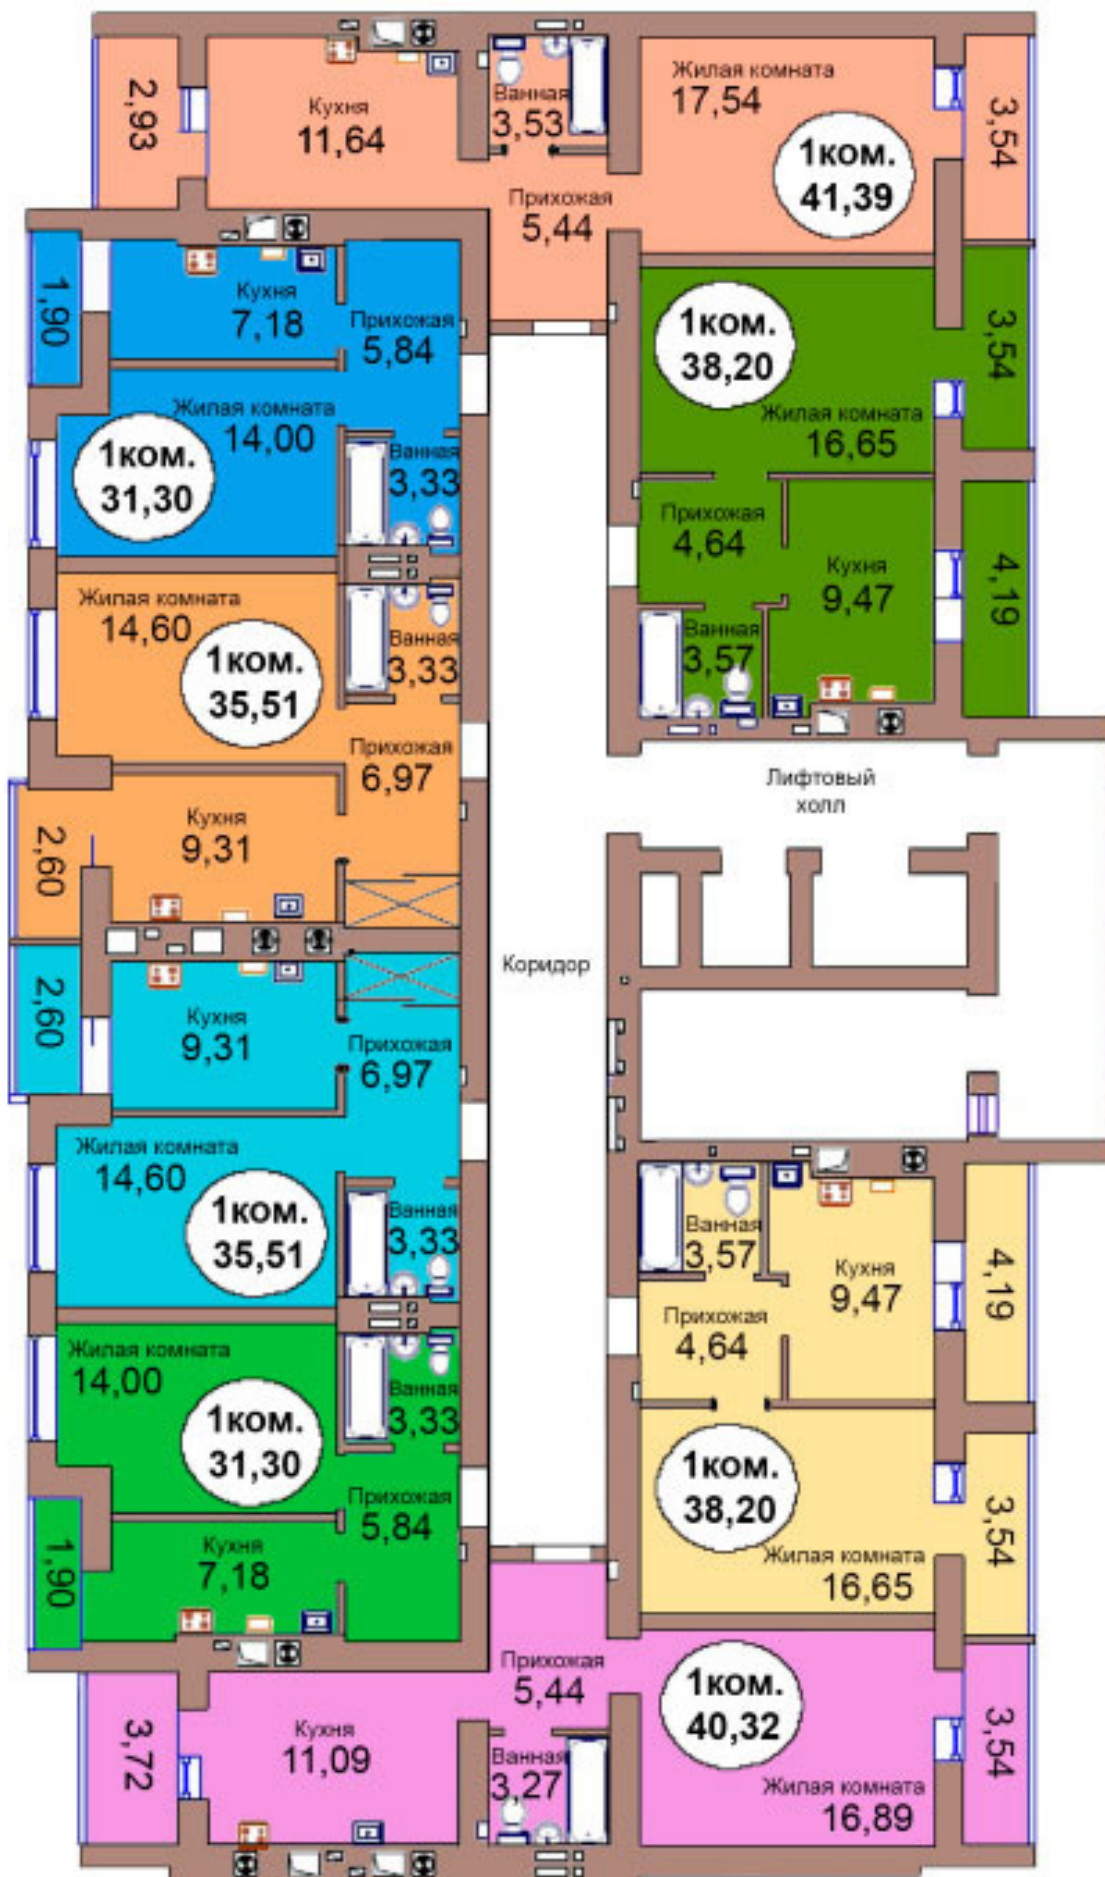 2,93
Кухня
11,64
Ванная
3,53
Жилая комната
17,54
1ком.
41,39
3,54
Прихожая
5,44
1,90
Кухня
7,18
Прихожая
5,84
Жилая комната
14,00
1ком.
31,30
Ванная
3,33
1ком.
38,20
3,54
Жилая комната
16,65
Прихожая
4,64
Кухня
9,47
4,19
Ванная
3,57
Жилая комната
14,60
1ком.
35,51
Ванная
3,33
Прихожая
6,97
Кухня
9,31
2,60
Лифтовый
холл
Коридор
2,60
Кухня
9,31
Прихожая
6,97
Жилая комната
14,60
1ком.
35,51
Ванная
3,33
Жилая комната
14,00
1ком.
31,30
Ванная
3,33
Прихожая
5,84
Кухня
7,18
1,90
Ванная
3,57
Кухня
9,47
4,19
Прихожая
4,64
1ком.
38,20
3,54
Жилая комната
16,65
3,72
Кухня
11,09
Прихожая
5,44
Ванная
3,27
1ком.
40,32
Жилая комната
16,89
3,54